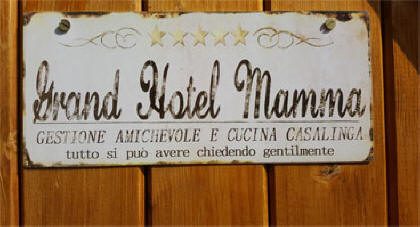 Grand Hotel Mamma
GESTIONE AMICHEVOLE E CUCINA CASALINGA
tutto si può avere chiedendo gentilmente